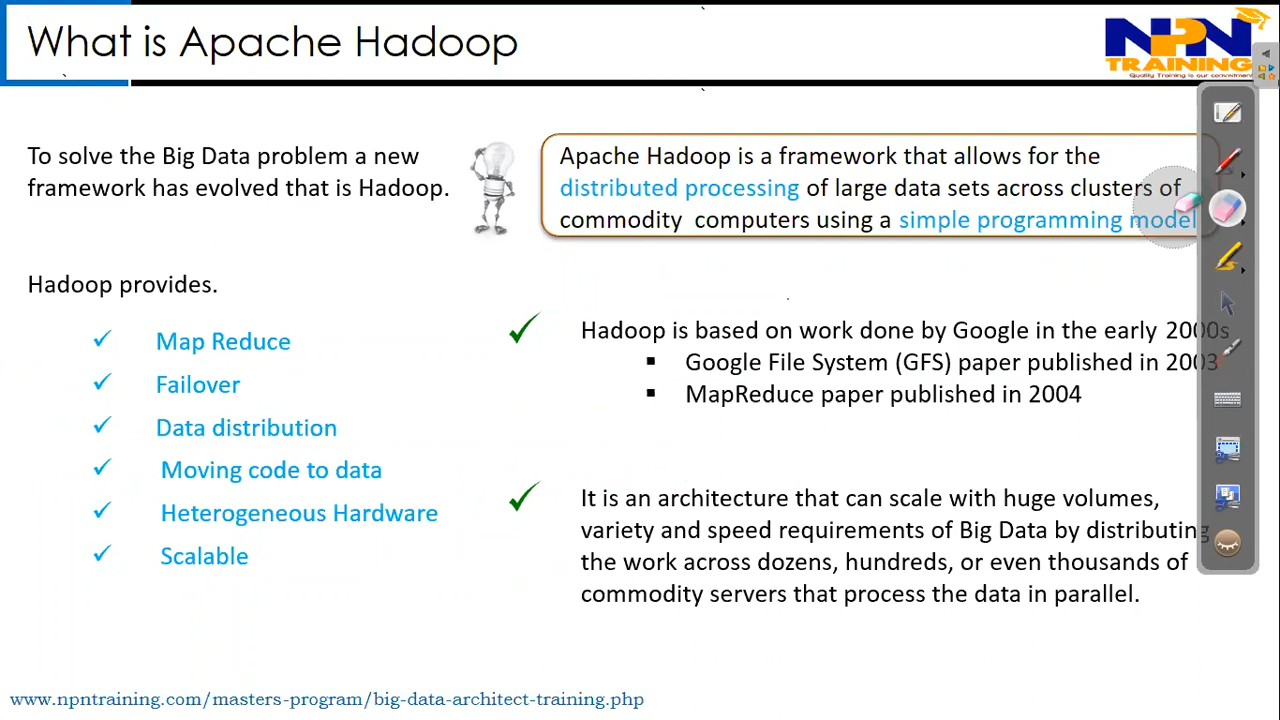 What is Apache Hadoop
NPN
TRAINING
Quality Training is our commitment
To solve the Big Data problem a new
framework has evolved that is Hadoop.
Apache Hadoop is a framework that allows for the
distributed processing of large data sets across clusters of
commodity computers using a simple programming model
Hadoop provides.
Map Reduce
Failover
Data distribution
Moving code to data
Heterogeneous Hardware
Scalable
Hadoop is based on work done by Google in the early 2000s
Google File System (GFS) paper published in 2003
MapReduce paper published in 2004
It is an architecture that can scale with huge volumes,
variety and speed requirements of Big Data by distributing
the work across dozens, hundreds, or even thousands of
commodity servers that process the data in parallel.
www.npntraining.com/masters-program/big-data-architect-training.php